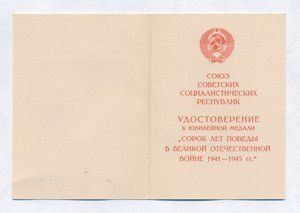 СОЮЗ
СОВЕТСКИХ
СОЦИАЛИСТИЧЕСКИХ
РЕСПУБЛИК
УДОСТОВЕРЕНИЕ
К ЮБИЛЕЙНОЙ МЕДАЛИ
„СОРОК ЛЕТ ПОБЕДЫ
В ВЕЛИКОЙ ОТЕЧЕСТВЕННОЙ
ВОЙНЕ 1941—1945 гг.“